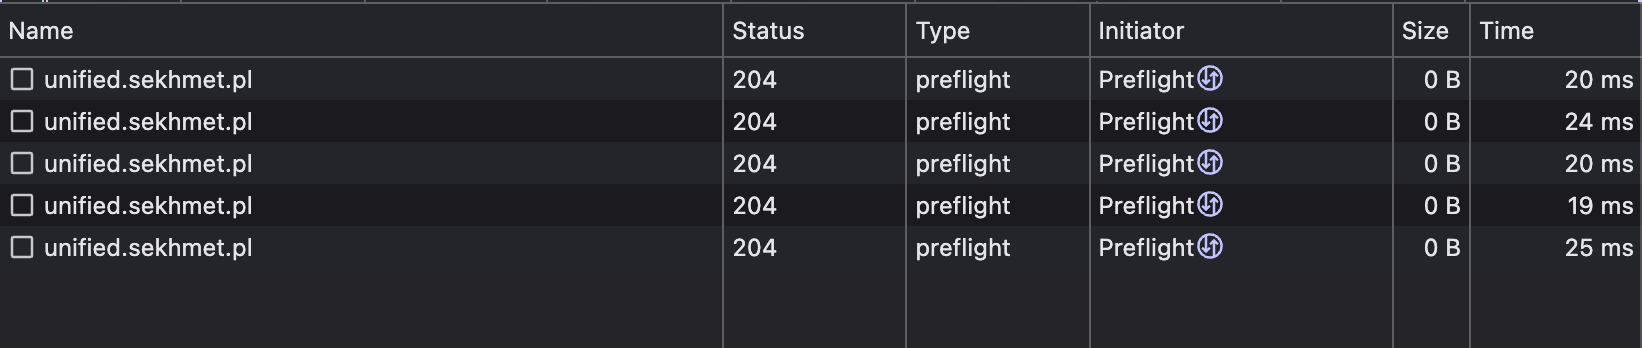 Name Status Type Initiator Size Time
unified.sekhmet.pl 204 preflight Preflight 0 B 20 ms
unified.sekhmet.pl 204 preflight Preflight 0 B 24 ms
unified.sekhmet.pl 204 preflight Preflight 0 B 20 ms
unified.sekhmet.pl 204 preflight Preflight 0 B 19 ms
unified.sekhmet.pl 204 preflight Preflight 0 B 25 ms